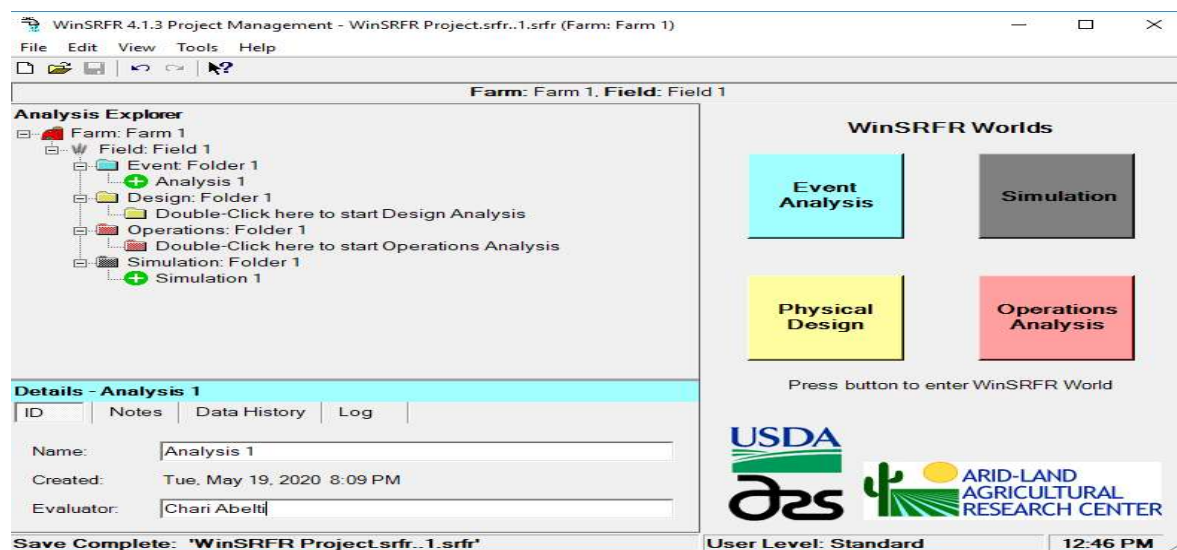 WinSRFR 4.1.3 Project Management - WinSRFR Project.srfr..1.srfr (Farm: Farm 1)
File Edit View Tools Help
Farm: Farm 1, Field: Field 1
Analysis Explorer
Farm: Farm 1
Field: Field 1
Event: Folder 1
Analysis 1
Design: Folder 1
Double-Click here to start Design Analysis
Operations: Folder 1
Double-Click here to start Operations Analysis
Simulation: Folder 1
Simulation 1
Details - Analysis 1
ID Notes Data History Log
Name: Analysis 1
Created: Tue, May 19, 2020 8:09 PM
Evaluator: Chari Abelti
WinSRFR Worlds
Event
Analysis
Simulation
Physical
Design
Operations
Analysis
Press button to enter WinSRFR World
USDA
ars
ARID-LAND
AGRICULTURAL
RESEARCH CENTER
Save Complete: 'WinSRFR Project.srfr..1.srfr' User Level: Standard 12:46 PM